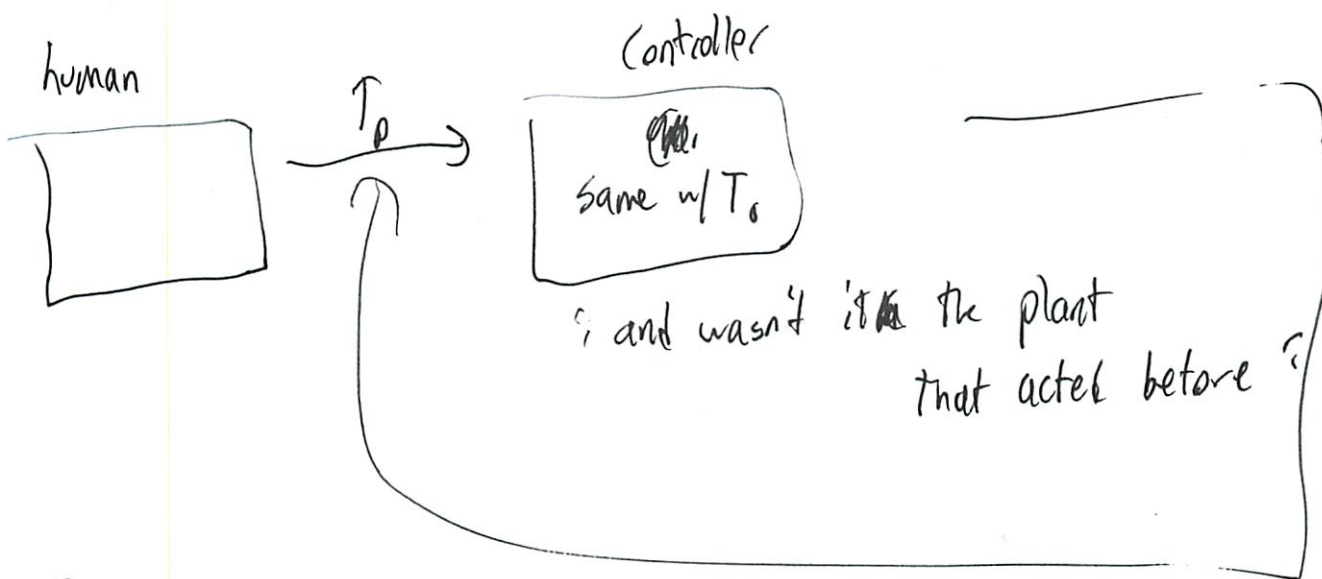 human
Controller
T₀
same w/ T₀
; and wasn't it the plant
that acted before ?